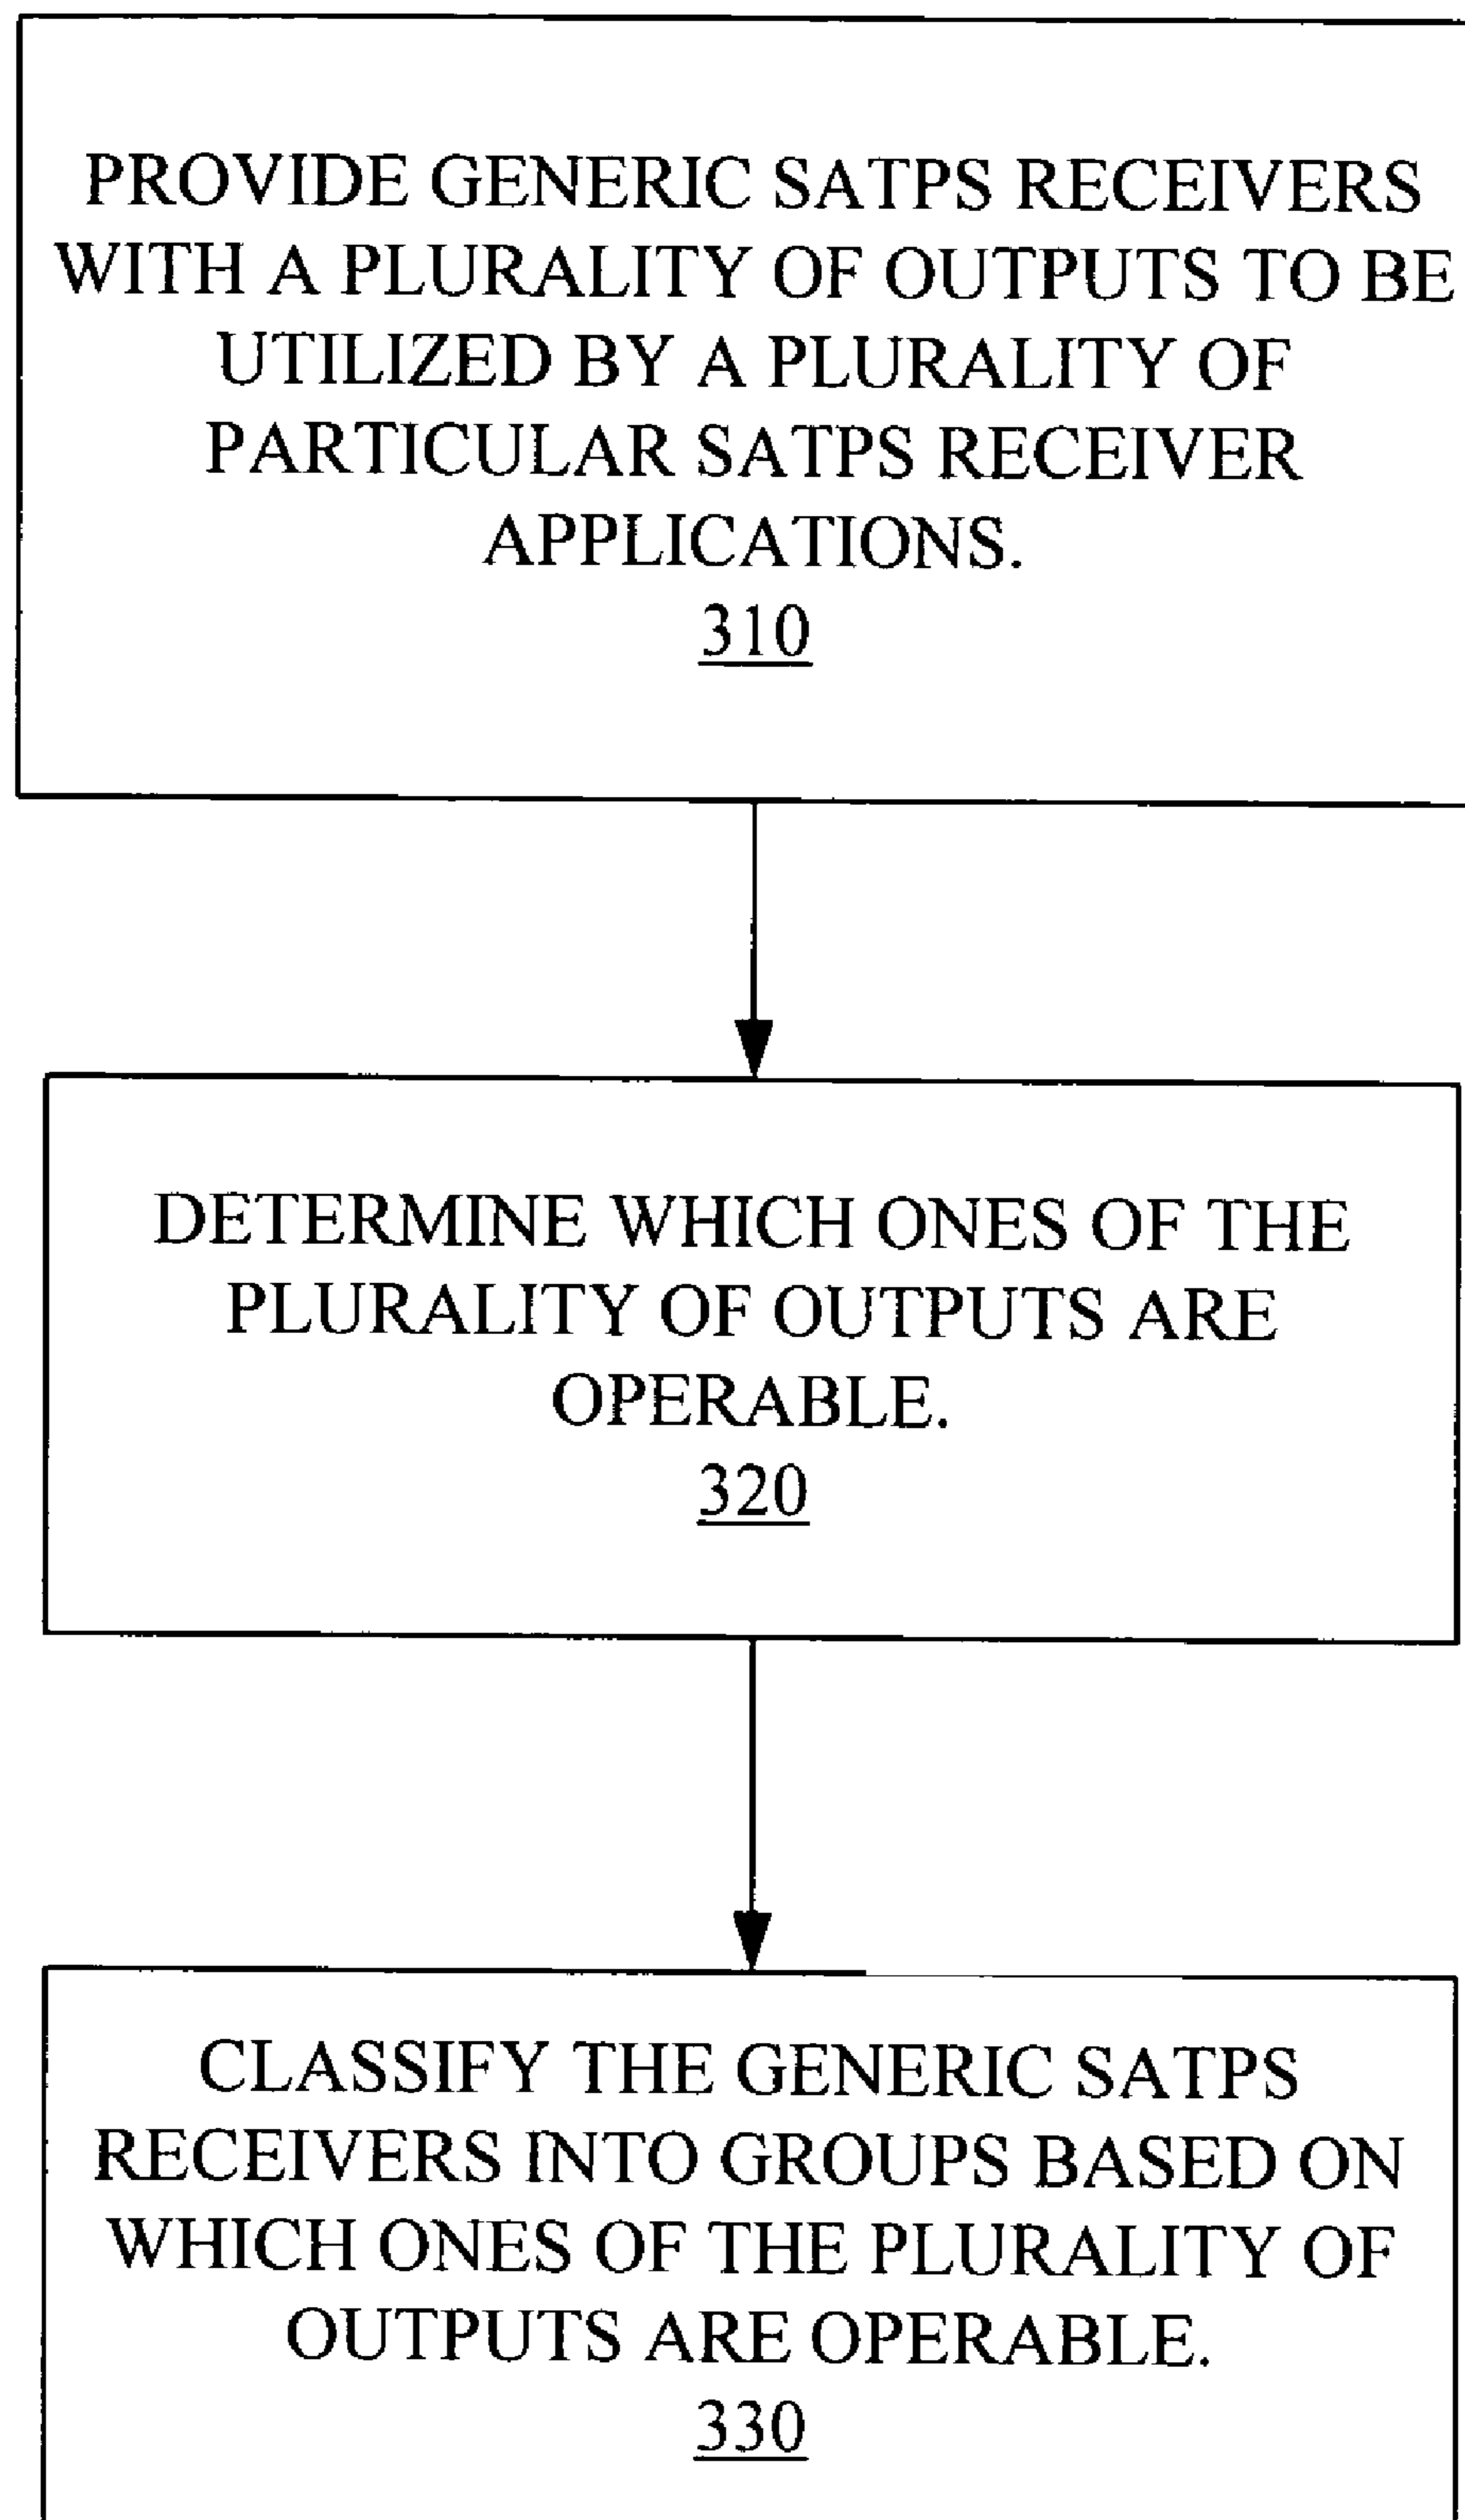 PROVIDE GENERIC SATPS RECEIVERS
WITH A PLURALITY OF OUTPUTS TO BE
UTILIZED BY A PLURALITY OF
PARTICULAR SATPS RECEIVER
APPLICATIONS.
310
DETERMINE WHICH ONES OF THE
PLURALITY OF OUTPUTS ARE
OPERABLE.
320
CLASSIFY THE GENERIC SATPS
RECEIVERS INTO GROUPS BASED ON
WHICH ONES OF THE PLURALITY OF
OUTPUTS ARE OPERABLE.
330